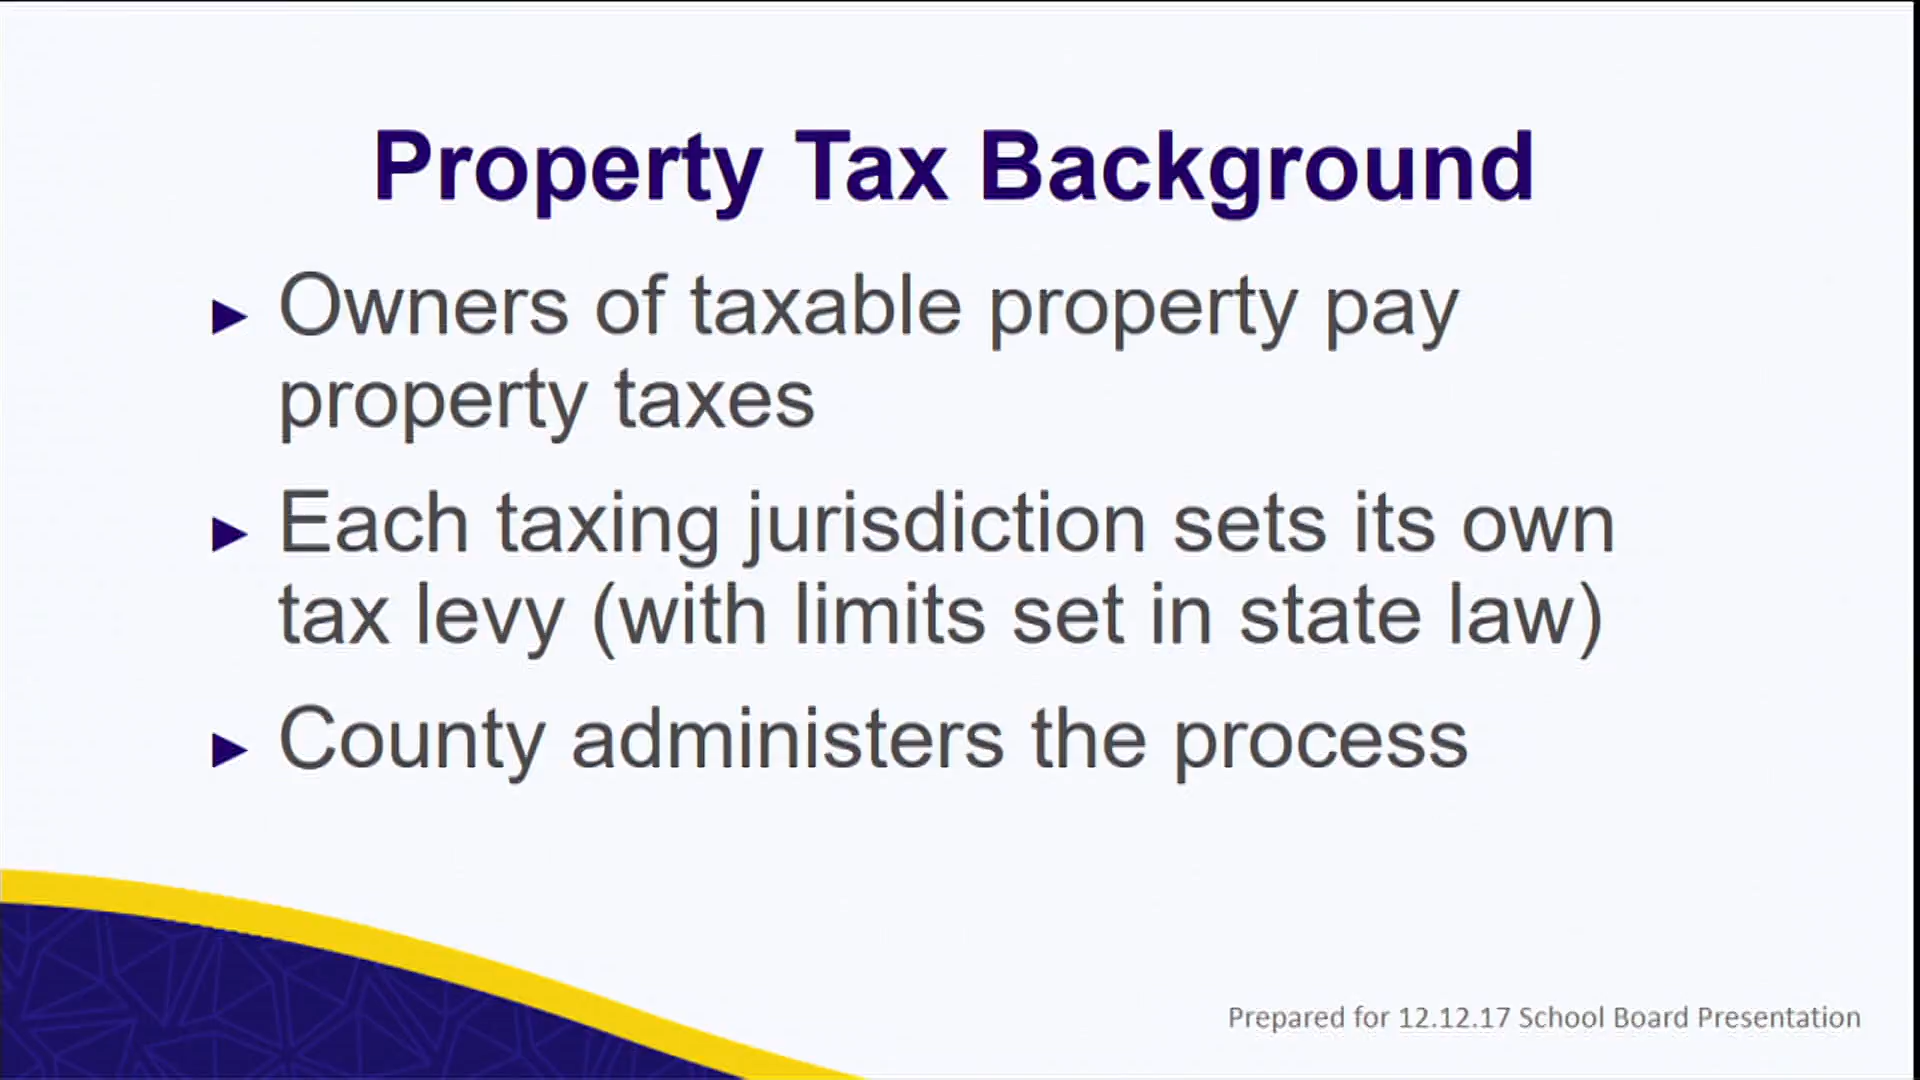 Property Tax Background
► Owners of taxable property pay
property taxes
► Each taxing jurisdiction sets its own
tax levy (with limits set in state law)
► County administers the process
Prepared for 12.12.17 School Board Presentation